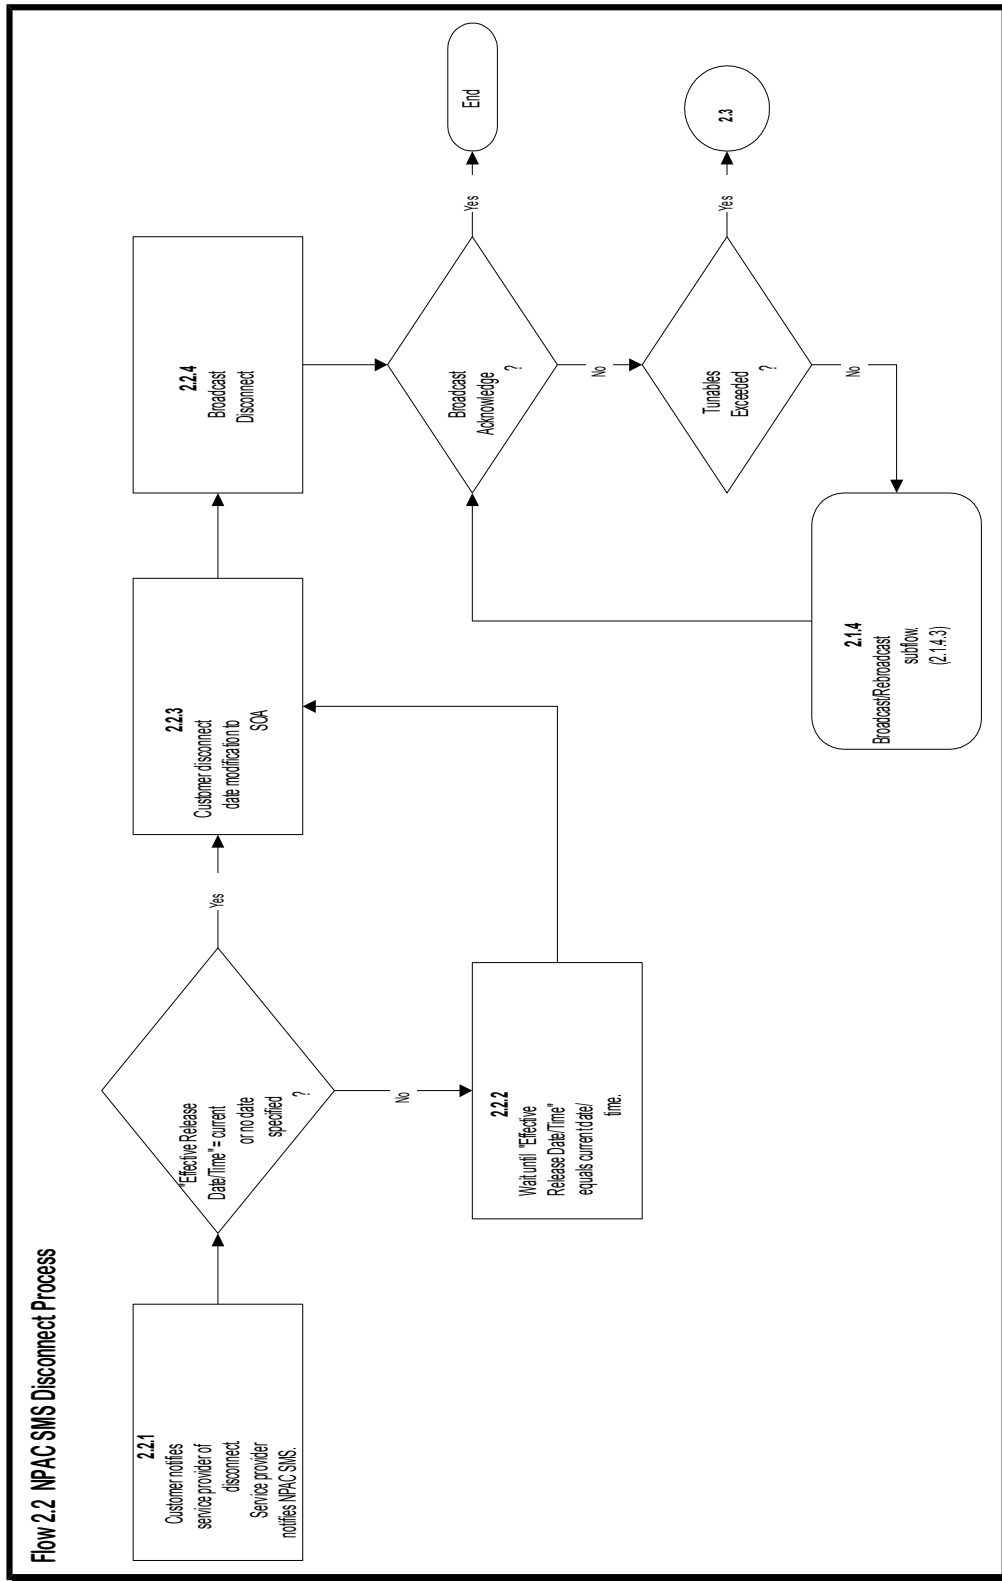 Flow 2.2 NPAC SMS Disconnect Process
2.2.1
Customer notifies
service provider of
disconnect.
Service provider
notifies NPAC SMS.
"Effective Release
Date/Time" = current
or no date
specified
?
Yes
No
2.2.2
Wait until "Effective
Release Date/Time"
equals current date/
time.
2.2.3
Customer disconnect
date modification to
SOA
2.2.4
Broadcast
Disconnect
Broadcast
Acknowledge
?
Yes
End
No
Tunables
Exceeded
?
Yes
2.3
No
2.1.4
Broadcast/Rebroadcast
subflow.
(2.1.4.3)